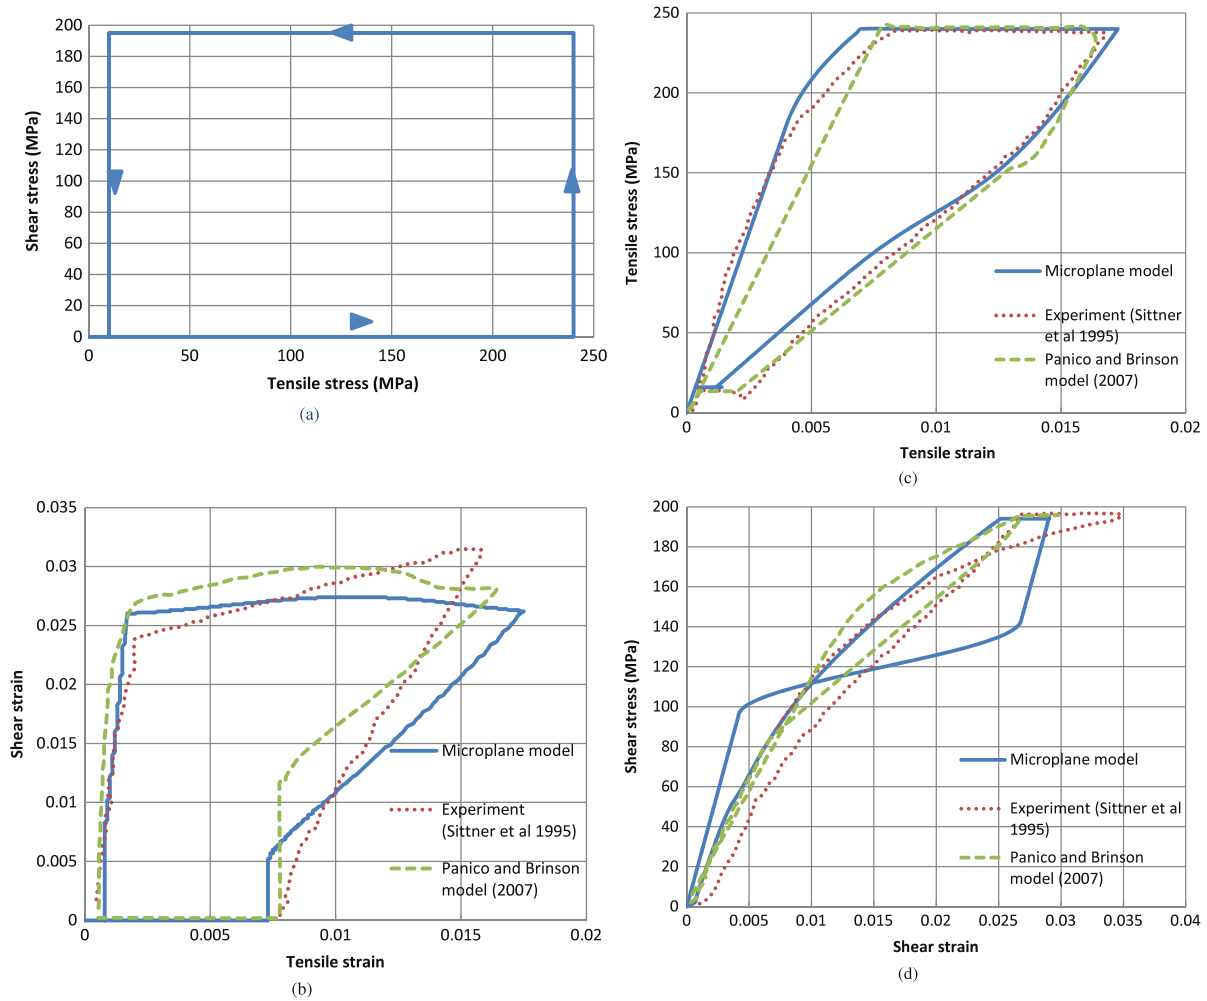 200
180
160
140
120
100
80
60
40
20
0
Shear stress (MPa)
0 50 100 150 200 250
Tensile stress (MPa)
(a)
250
200
150
100
50
0
Tensile stress (MPa)
Microplane model
Experiment (Sittner
et al 1995)
Panico and Brinson
model (2007)
0 0.005 0.01 0.015 0.02
Tensile strain
(c)
0.035
0.03
0.025
0.02
0.015
0.01
0.005
0
Shear strain
Microplane model
Experiment
(Sittner et al 1995)
Panico and Brinson
model (2007)
0 0.005 0.01 0.015 0.02
Tensile strain
(b)
200
180
160
140
120
100
80
60
40
20
0
Shear stress (MPa)
Microplane model
Experiment (Sittner et al
1995)
Panico and Brinson
model (2007)
0 0.005 0.01 0.015 0.02 0.025 0.03 0.035 0.04
Shear strain
(d)